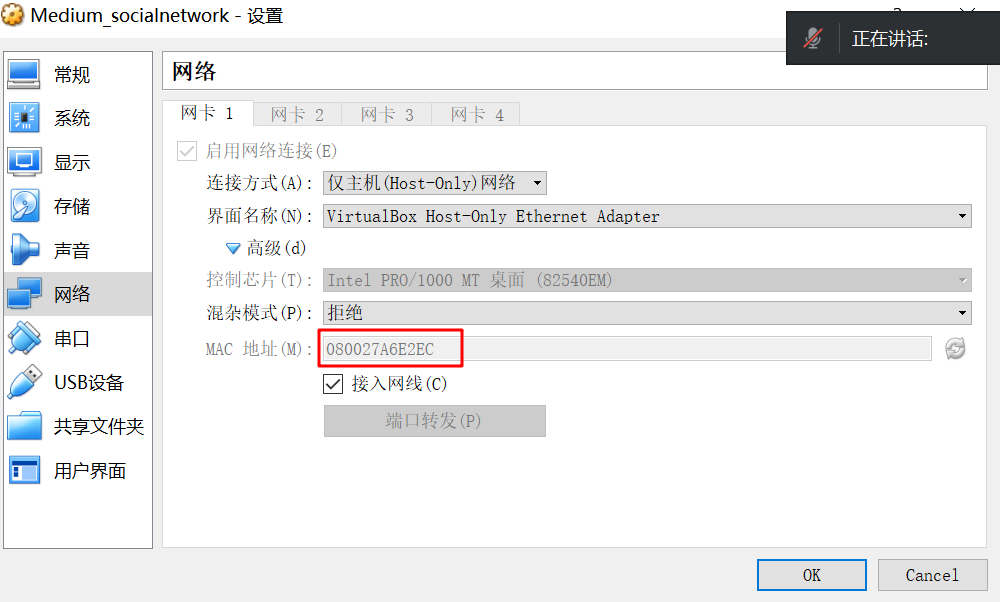 Medium_socialnetwork - 设置
正在讲话:
常规
系统
显示
存储
声音
网络
串口
USB设备
共享文件夹
用户界面
网络
网卡 1 网卡 2 网卡 3 网卡 4
启用网络连接(E)
连接方式(A): 仅主机(Host-Only)网络
界面名称(N): VirtualBox Host-Only Ethernet Adapter
高级(d)
控制芯片(T): Intel PRO/1000 MT 桌面 (82540EM)
混杂模式(P): 拒绝
MAC 地址(M): 080027A6E2EC
接入网线(C)
端口转发(P)
OK Cancel